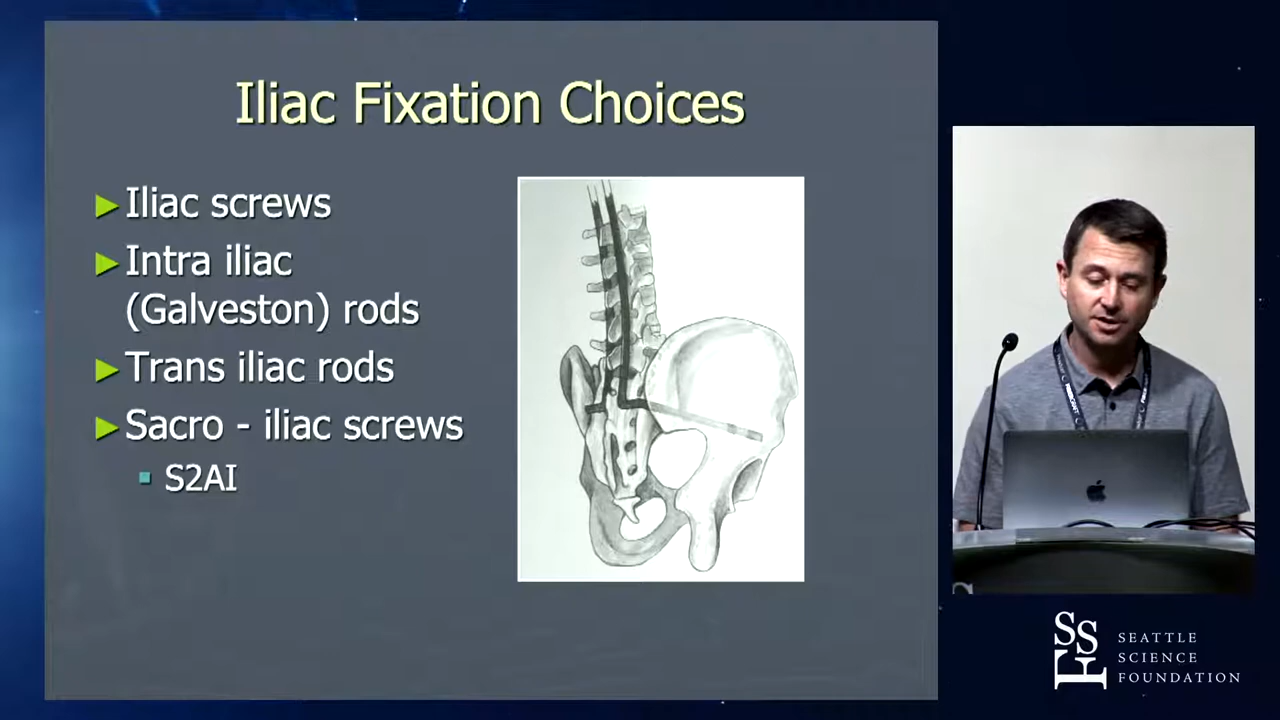 Iliac Fixation Choices
Iliac screws
Intra iliac
(Galveston) rods
Trans iliac rods
Sacro - iliac screws
S2AI
SSF
SEATTLE
SCIENCE
FOUNDATION